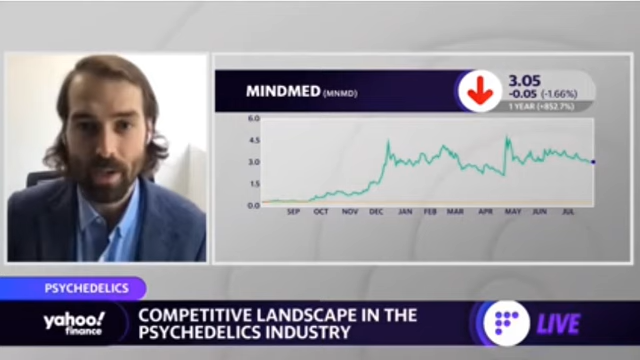 MINDMED (MNMD)
3.05
-0.05 (-1.66%)
1 YEAR (+852.7%)
6.0
4.5
3.0
1.5
0.0
SEP OCT NOV DEC JAN FEB MAR APR MAY JUN JUL
PSYCHEDELICS
yahoo!
finance
COMPETITIVE LANDSCAPE IN THE
PSYCHEDELICS INDUSTRY
LIVE